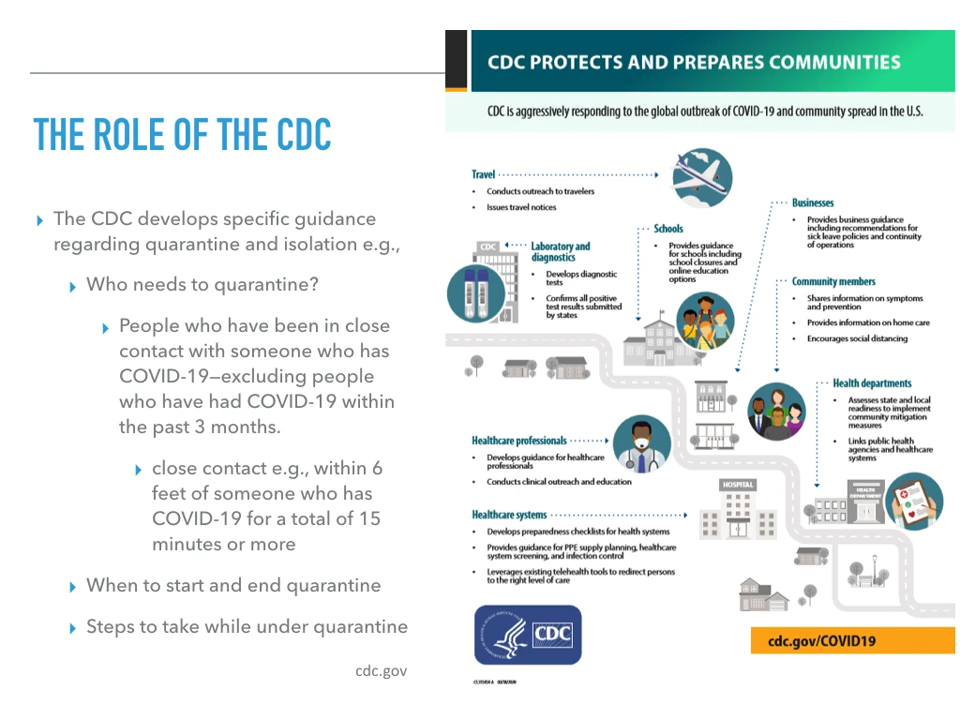 THE ROLE OF THE CDC
The CDC develops specific guidance
regarding quarantine and isolation e.g.,
Who needs to quarantine?
People who have been in close
contact with someone who has
COVID-19—excluding people
who have had COVID-19 within
the past 3 months.
close contact e.g., within 6
feet of someone who has
COVID-19 for a total of 15
minutes or more
When to start and end quarantine
Steps to take while under quarantine
cdc.gov
CDC PROTECTS AND PREPARES COMMUNITIES
CDC is aggressively responding to the global outbreak of COVID-19 and community spread in the U.S.
Travel
• Conducts outreach to travelers
• Issues travel notices
CDC
Laboratory and
diagnostics
• Develops diagnostic
tests
• Confirms all positive
test results submitted
by states
Schools
• Provides guidance
for schools including
school closures and
online education
options
Businesses
• Provides business guidance
including recommendations for
sick leave policies and continuity
of operations
Community members
• Shares information on symptoms
and prevention
• Provides information on home care
• Encourages social distancing
Health departments
• Assesses state and local
readiness to implement
community mitigation
measures
• Links public health
agencies and healthcare
systems
Healthcare professionals
• Develops guidance for healthcare
professionals
• Conducts clinical outreach and education
HOSPITAL
HEALTH
DEPARTMENT
Healthcare systems
• Develops preparedness checklists for health systems
• Provides guidance for PPE supply planning, healthcare
system screening, and infection control
• Leverages existing telehealth tools to redirect persons
to the right level of care
CDC
cdc.gov/COVID19